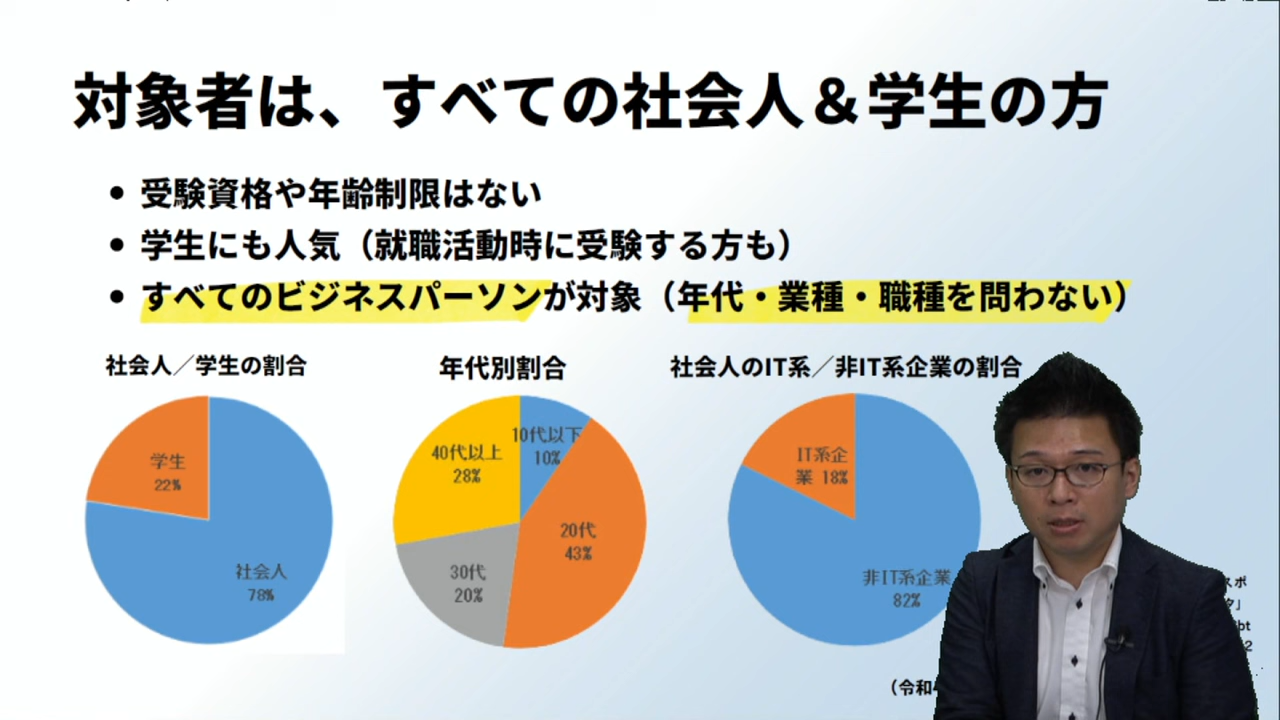 対象者は、すべての社会人＆学生の方
• 受験資格や年齢制限はない
• 学生にも人気（就職活動時に受験する方も）
• すべてのビジネスパーソンが対象（年代・業種・職種を問わない）
社会人／学生の割合
学生
22%
社会人
78%
年代別割合
10代以下
10%
40代以上
28%
20代
43%
30代
20%
社会人のIT系／非IT系企業の割合
IT系企
業 18%
非IT系企業
82%
スポ
bt
2
（令和